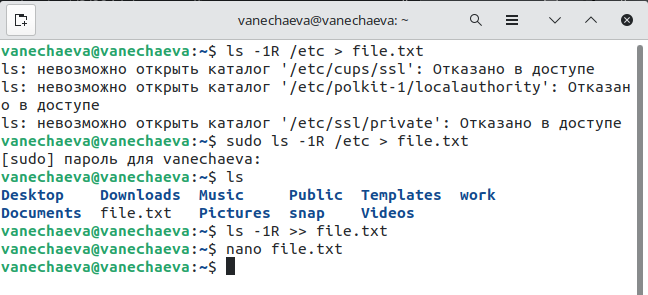 vanechaeva@vanechaeva: ~
vanechaeva@vanechaeva:~$ ls -1R /etc > file.txt
ls: невозможно открыть каталог '/etc/cups/ssl': Отказано в доступе
ls: невозможно открыть каталог '/etc/polkit-1/localauthority': Отказан
о в доступе
ls: невозможно открыть каталог '/etc/ssl/private': Отказано в доступе
vanechaeva@vanechaeva:~$ sudo ls -1R /etc > file.txt
[sudo] пароль для vanechaeva:
vanechaeva@vanechaeva:~$ ls
Desktop Downloads Music Public Templates work
Documents file.txt Pictures snap Videos
vanechaeva@vanechaeva:~$ ls -1R >> file.txt
vanechaeva@vanechaeva:~$ nano file.txt
vanechaeva@vanechaeva:~$